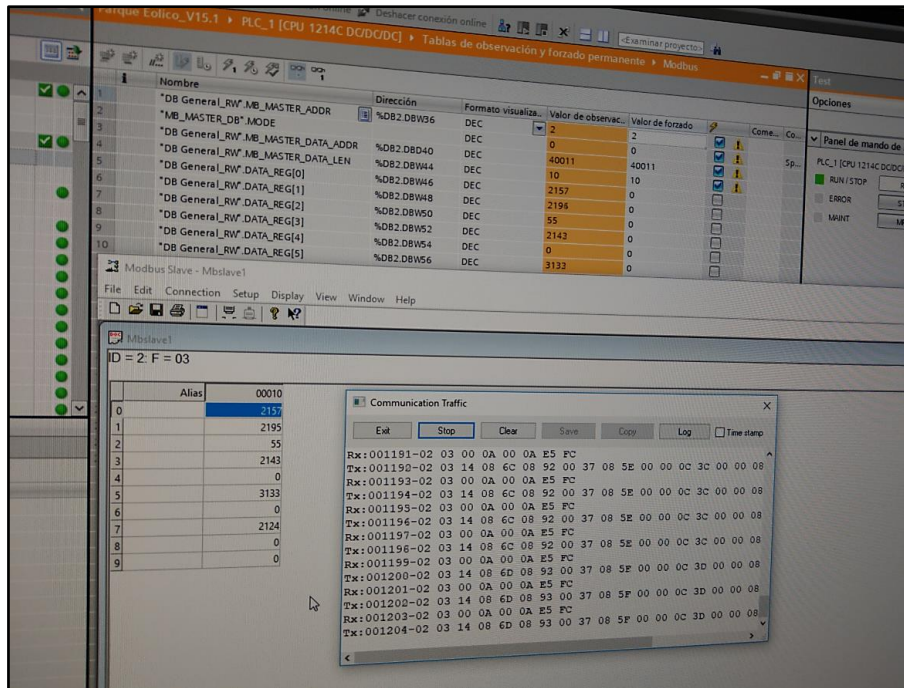 Parque Eolico_V15.1 ▸ PLC_1 [CPU 1214C DC/DC/DC] ▸ Tablas de observación y forzado permanente ▸ Modbus
Deshacer conexión online
<Examinar proyecto>
i Nombre Dirección Formato visualiza.. Valor de observac.. Valor de forzado Come... Co...
1 "DB General_RW".MB_MASTER_ADDR %DB2.DBW36 DEC 2 2
2 "MB_MASTER_DB".MODE DEC 0 0
3 "DB General_RW".MB_MASTER_DATA_ADDR %DB2.DBD40 DEC 40011 40011 Sp...
4 "DB General_RW".MB_MASTER_DATA_LEN %DB2.DBW44 DEC 10 10
5 "DB General_RW".DATA_REG[0] %DB2.DBW46 DEC 2157 0
6 "DB General_RW".DATA_REG[1] %DB2.DBW48 DEC 2195 0
7 "DB General_RW".DATA_REG[2] %DB2.DBW50 DEC 55 0
8 "DB General_RW".DATA_REG[3] %DB2.DBW52 DEC 2143 0
9 "DB General_RW".DATA_REG[4] %DB2.DBW54 DEC 0 0
10 "DB General_RW".DATA_REG[5] %DB2.DBW56 DEC 3133 0
Test
Opciones
Panel de mando de
PLC_1 [CPU 1214C DC/DC/
RUN / STOP
ERROR
MAINT
Modbus Slave - Mbslave1
File Edit Connection Setup Display View Window Help
Mbslave1
ID = 2: F = 03
Alias 00010
0 2157
1 2195
2 55
3 2143
4 0
5 3133
6 0
7 2124
8 0
9 0
Communication Traffic
Exit Stop Clear Save Copy Log Time stamp
Rx:001191-02 03 00 0A 00 0A E5 FC
Tx:001192-02 03 14 08 6C 08 92 00 37 08 5E 00 00 0C 3C 00 00 08
Rx:001193-02 03 00 0A 00 0A E5 FC
Tx:001194-02 03 14 08 6C 08 92 00 37 08 5E 00 00 0C 3C 00 00 08
Rx:001195-02 03 00 0A 00 0A E5 FC
Tx:001196-02 03 14 08 6C 08 92 00 37 08 5E 00 00 0C 3C 00 00 08
Rx:001197-02 03 00 0A 00 0A E5 FC
Tx:001198-02 03 14 08 6C 08 92 00 37 08 5E 00 00 0C 3C 00 00 08
Rx:001199-02 03 00 0A 00 0A E5 FC
Tx:001200-02 03 14 08 6D 08 93 00 37 08 5F 00 00 0C 3D 00 00 08
Rx:001201-02 03 00 0A 00 0A E5 FC
Tx:001202-02 03 14 08 6D 08 93 00 37 08 5F 00 00 0C 3D 00 00 08
Rx:001203-02 03 00 0A 00 0A E5 FC
Tx:001204-02 03 14 08 6D 08 93 00 37 08 5F 00 00 0C 3D 00 00 08